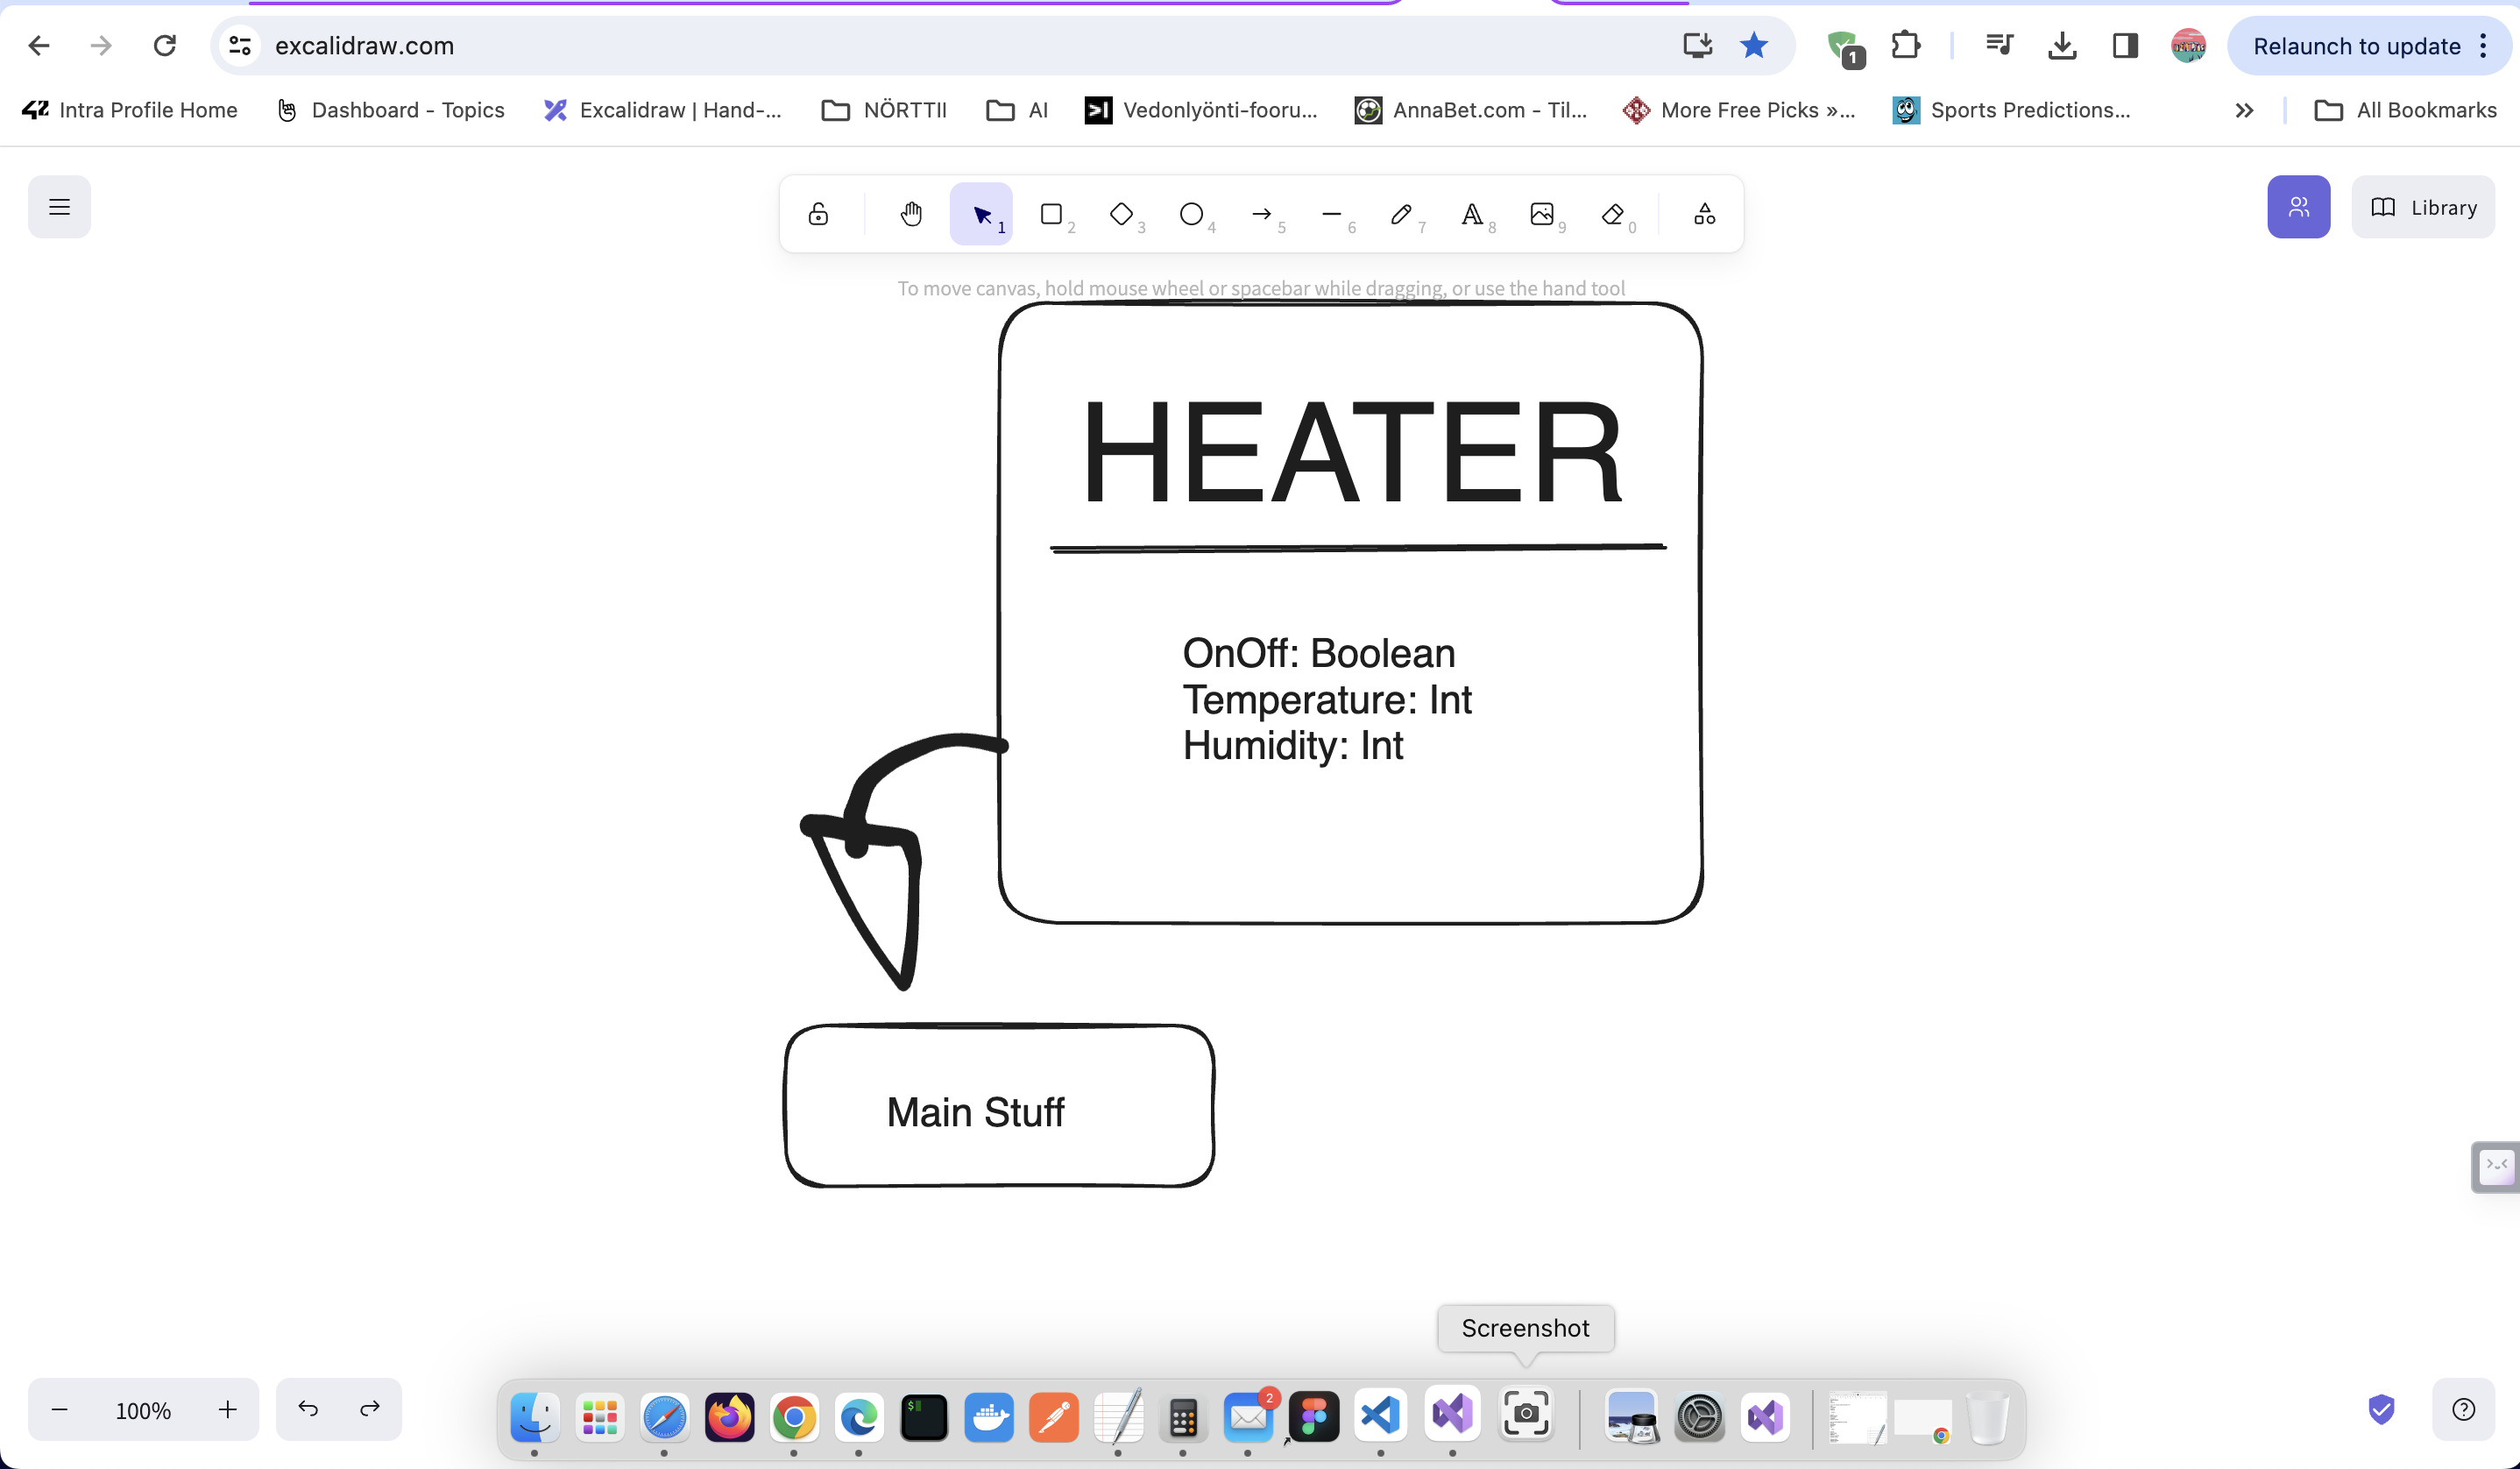 excalidraw.com
1
Relaunch to update
42 Intra Profile Home
Dashboard - Topics
Excalidraw | Hand-...
NÖRTTII
AI
Vedonlyönti-fooru...
AnnaBet.com - Til...
More Free Picks »...
Sports Predictions...
All Bookmarks
1 2 3 4 5 6 7 A 8 9 0
Library
To move canvas, hold mouse wheel or spacebar while dragging, or use the hand tool
HEATER
OnOff: Boolean
Temperature: Int
Humidity: Int
Main Stuff
Screenshot
100%
$
2